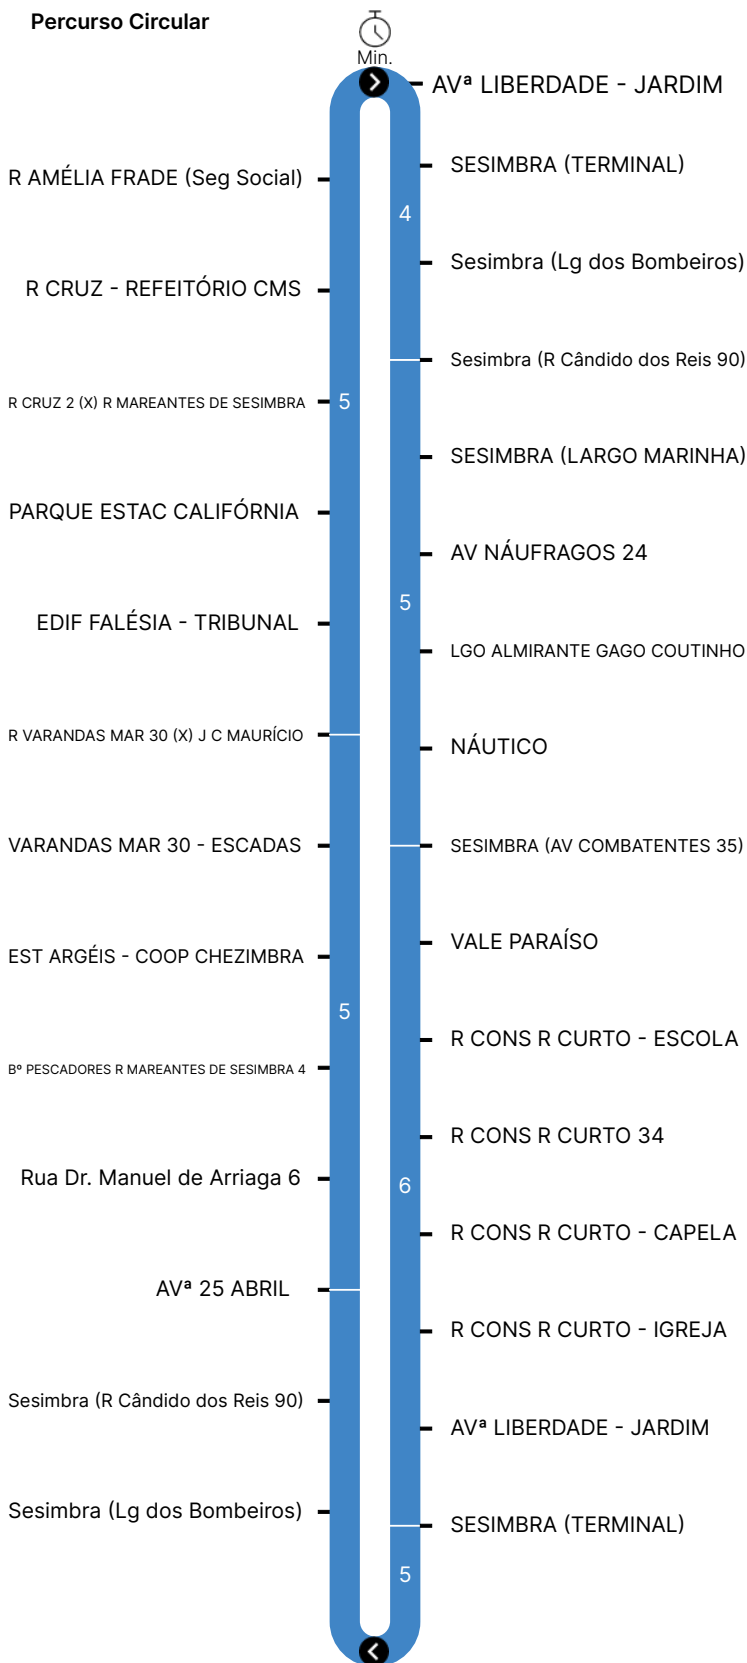 Percurso Circular
Min.
AVª LIBERDADE - JARDIM
SESIMBRA (TERMINAL)
4
Sesimbra (Lg dos Bombeiros)
Sesimbra (R Cândido dos Reis 90)
SESIMBRA (LARGO MARINHA)
AV NÁUFRAGOS 24
5
LGO ALMIRANTE GAGO COUTINHO
NÁUTICO
SESIMBRA (AV COMBATENTES 35)
VALE PARAÍSO
R CONS R CURTO - ESCOLA
R CONS R CURTO 34
6
R CONS R CURTO - CAPELA
R CONS R CURTO - IGREJA
AVª LIBERDADE - JARDIM
SESIMBRA (TERMINAL)
5
R AMÉLIA FRADE (Seg Social)
R CRUZ - REFEITÓRIO CMS
R CRUZ 2 (X) R MAREANTES DE SESIMBRA
5
PARQUE ESTAC CALIFÓRNIA
EDIF FALÉSIA - TRIBUNAL
R VARANDAS MAR 30 (X) J C MAURÍCIO
VARANDAS MAR 30 - ESCADAS
EST ARGÉIS - COOP CHEZIMBRA
5
Bº PESCADORES R MAREANTES DE SESIMBRA 4
Rua Dr. Manuel de Arriaga 6
AVª 25 ABRIL
Sesimbra (R Cândido dos Reis 90)
Sesimbra (Lg dos Bombeiros)